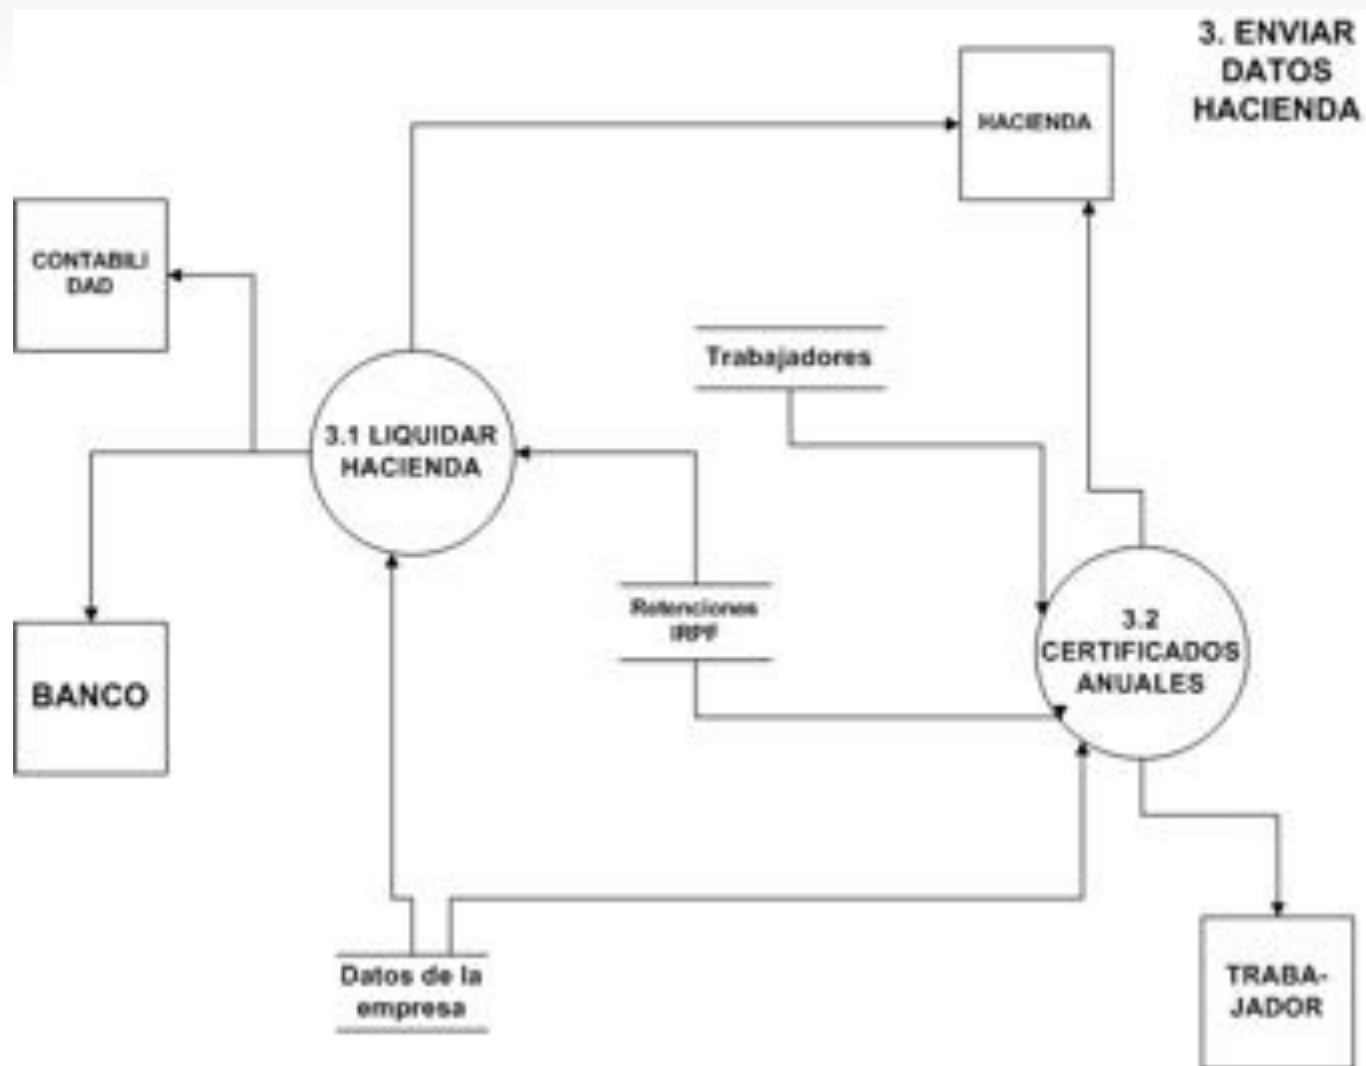 3. ENVIAR
DATOS
HACIENDA
HACIENDA
CONTABILI
DAD
Trabajadores
3.1 LIQUIDAR
HACIENDA
Retenciones
IRPF
3.2
CERTIFICADOS
ANUALES
BANCO
Datos de la
empresa
TRABA-
JADOR